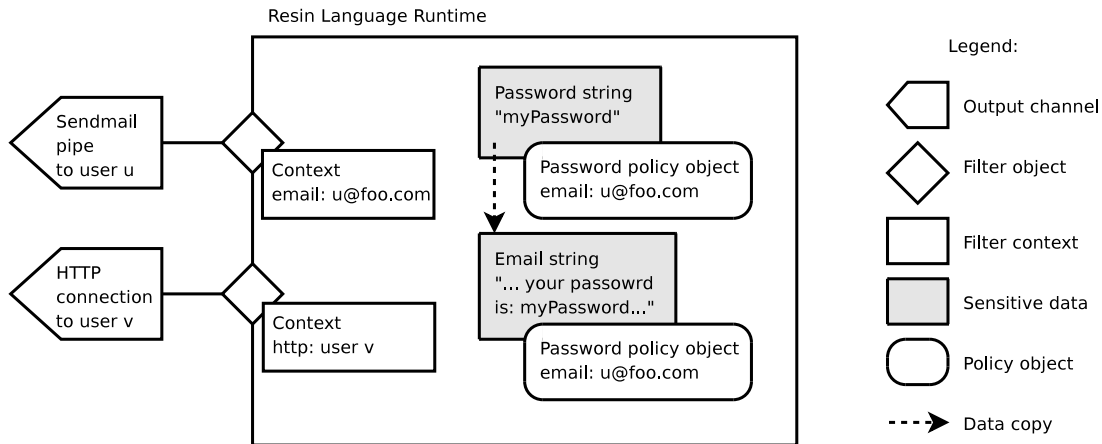 Resin Language Runtime
Sendmail
pipe
to user u
Context
email: u@foo.com
HTTP
connection
to user v
Context
http: user v
Password string
"myPassword"
Password policy object
email: u@foo.com
Email string
"... your passowrd
is: myPassword..."
Password policy object
email: u@foo.com
Legend:
Output channel
Filter object
Filter context
Sensitive data
Policy object
Data copy